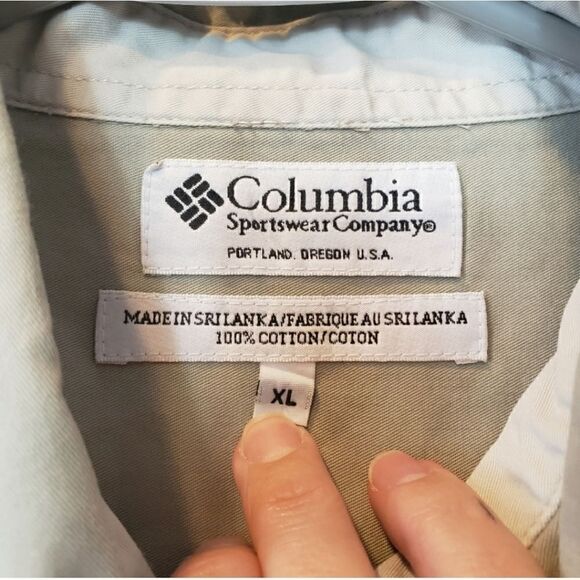 Columbia
Sportswear Company®
PORTLAND, OREGON U.S.A.
MADE IN SRI LANKA/FABRIQUE AU SRI LANKA
100% COTTON/COTON
XL